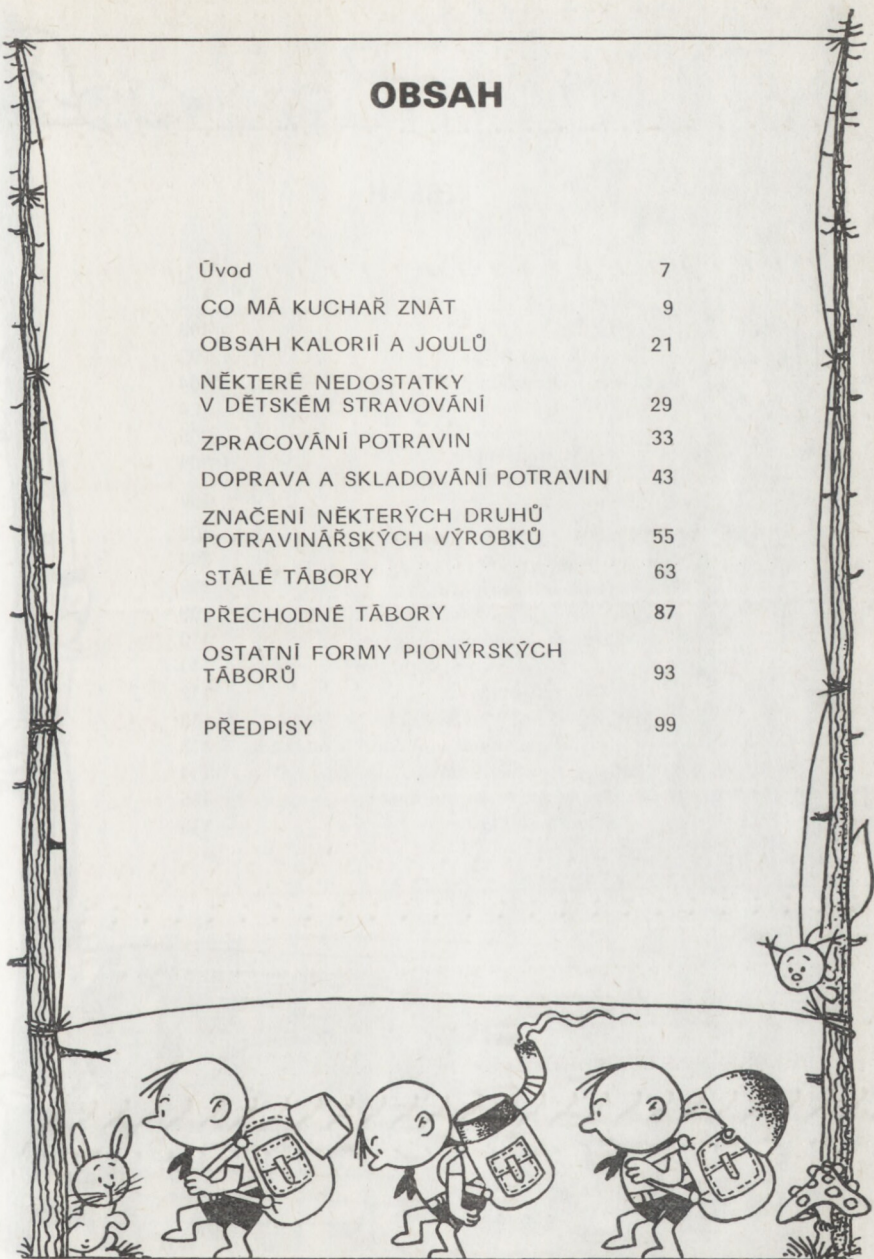 OBSAH
Úvod 7
CO MÁ KUCHAŘ ZNÁT 9
OBSAH KALORIÍ A JOULŮ 21
NĚKTERÉ NEDOSTATKY
V DĚTSKÉM STRAVOVÁNÍ 29
ZPRACOVÁNÍ POTRAVIN 33
DOPRAVA A SKLADOVÁNÍ POTRAVIN 43
ZNAČENÍ NĚKTERÝCH DRUHŮ
POTRAVINÁŘSKÝCH VÝROBKŮ 55
STÁLÉ TÁBORY 63
PŘECHODNÉ TÁBORY 87
OSTATNÍ FORMY PIONÝRSKÝCH
TÁBORŮ 93
PŘEDPISY 99